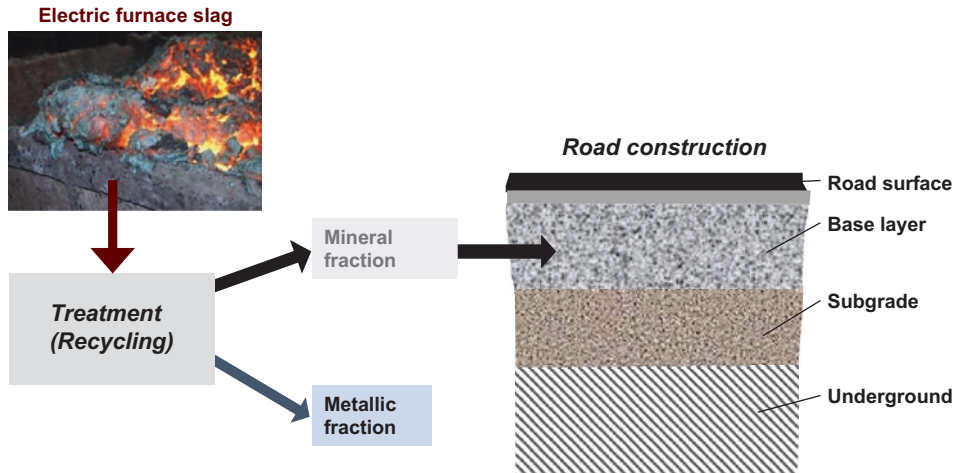 Electric furnace slag
Road construction
Road surface
Mineral
fraction
Base layer
Treatment
(Recycling)
Subgrade
Metallic
fraction
Underground